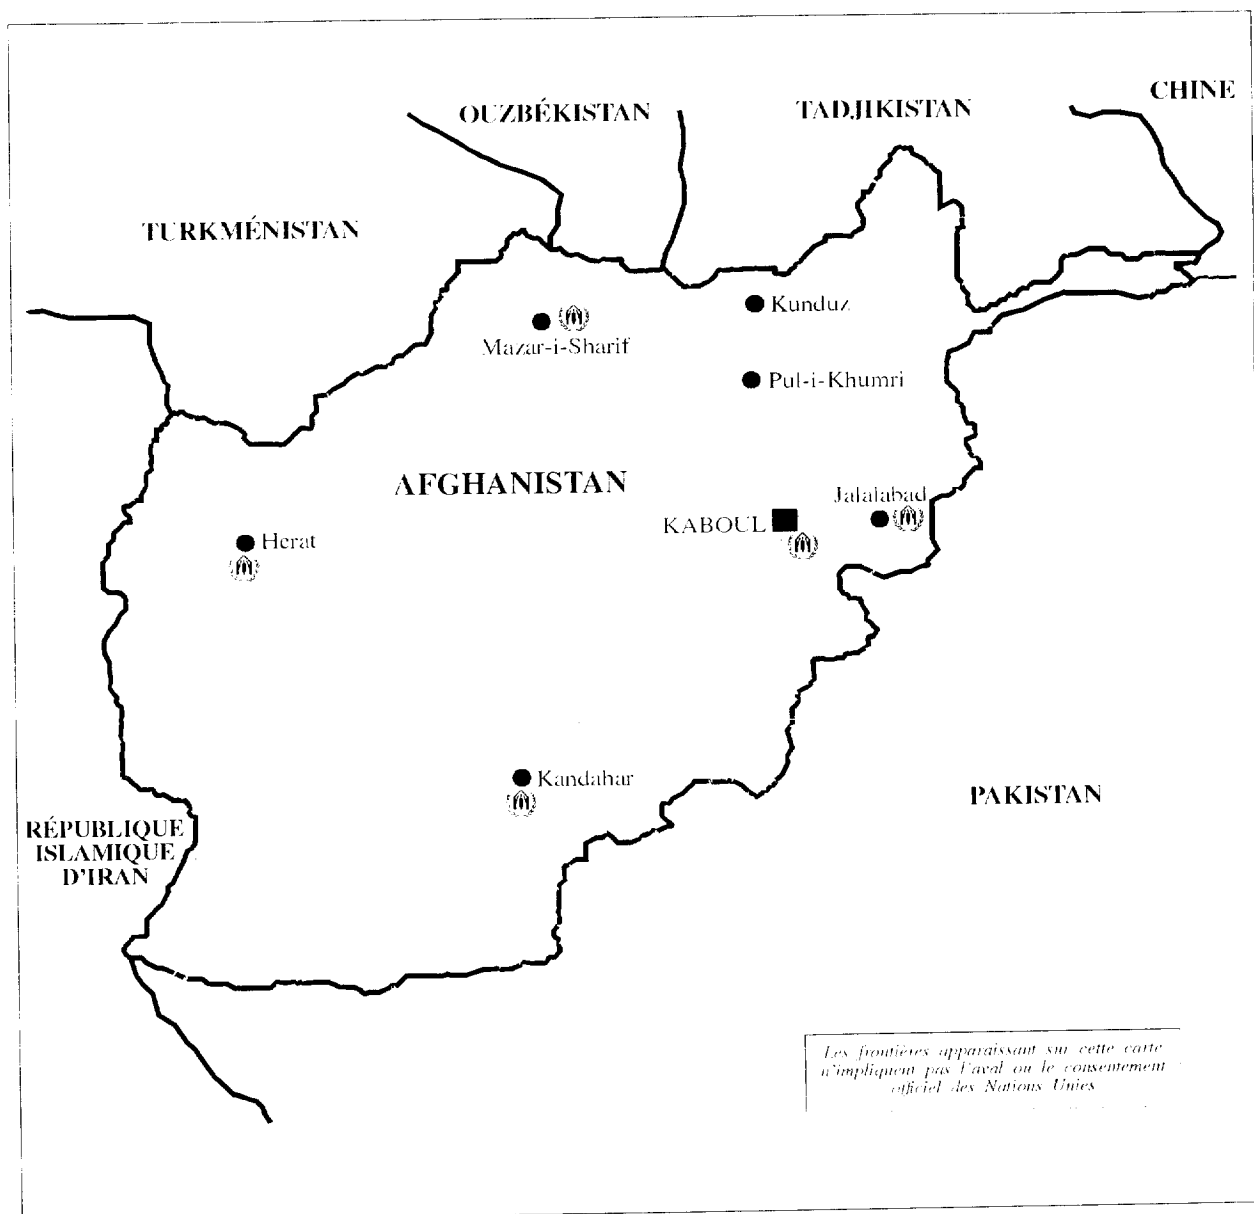 CHINE
OUZBÉKISTAN
TADJIKISTAN
TURKMÉNISTAN
Kunduz
Mazar-i-Sharif
Pul-i-Khumri
AFGHANISTAN
Jalalabad
KABOUL
Herat
Kandahar
PAKISTAN
RÉPUBLIQUE
ISLAMIQUE
D'IRAN
Les frontières apparaissant sur cette carte
n'impliquent pas l'aval ou le consentement
officiel des Nations Unies